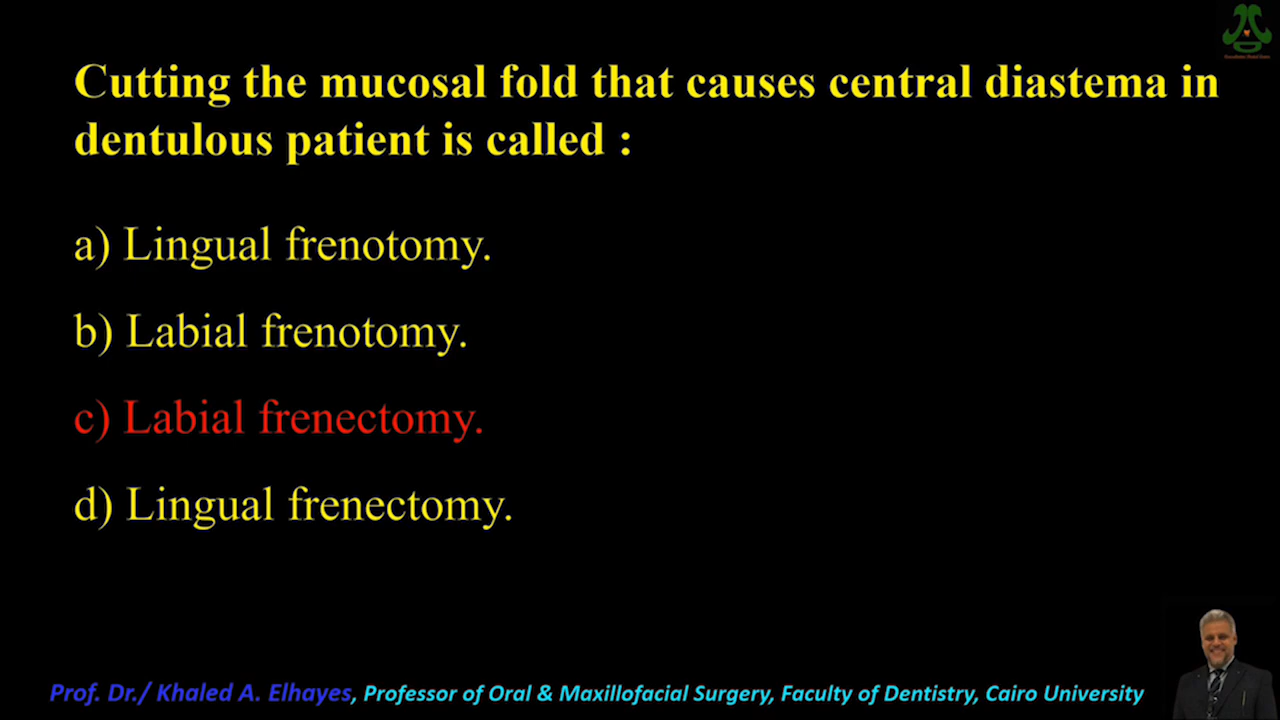 Cutting the mucosal fold that causes central diastema in
dentulous patient is called :
a) Lingual frenotomy.
b) Labial frenotomy.
c) Labial frenectomy.
d) Lingual frenectomy.
Prof. Dr./ Khaled A. Elhayes, Professor of Oral & Maxillofacial Surgery, Faculty of Dentistry, Cairo University